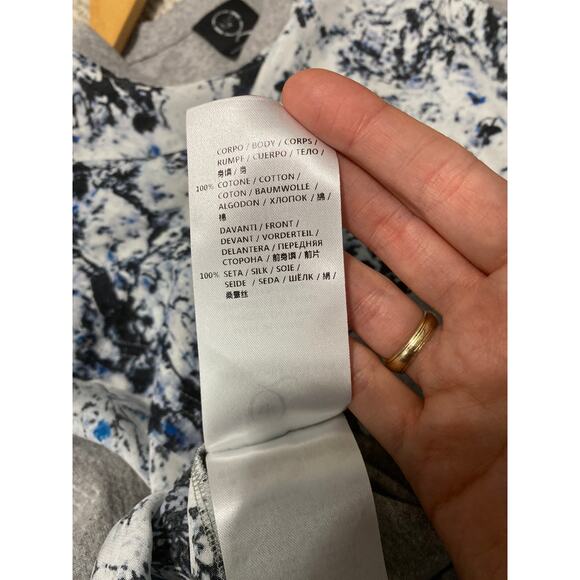 CORPO / BODY / CORPS /
RUMPF / CUERPO / ТЕЛО /
身頃 / 身
100% COTONE / COTTON /
COTON / BAUMWOLLE /
ALGODON / ХЛОПОК / 綿 /
棉
DAVANTI / FRONT /
DEVANT / VORDERTEIL /
DELANTERA / ПЕРЕДНЯЯ
СТОРОНА / 前身頃 / 前片
100% SETA / SILK / SOIE /
SEIDE / SEDA / ШЁЛК / 絹 /
桑蠶丝